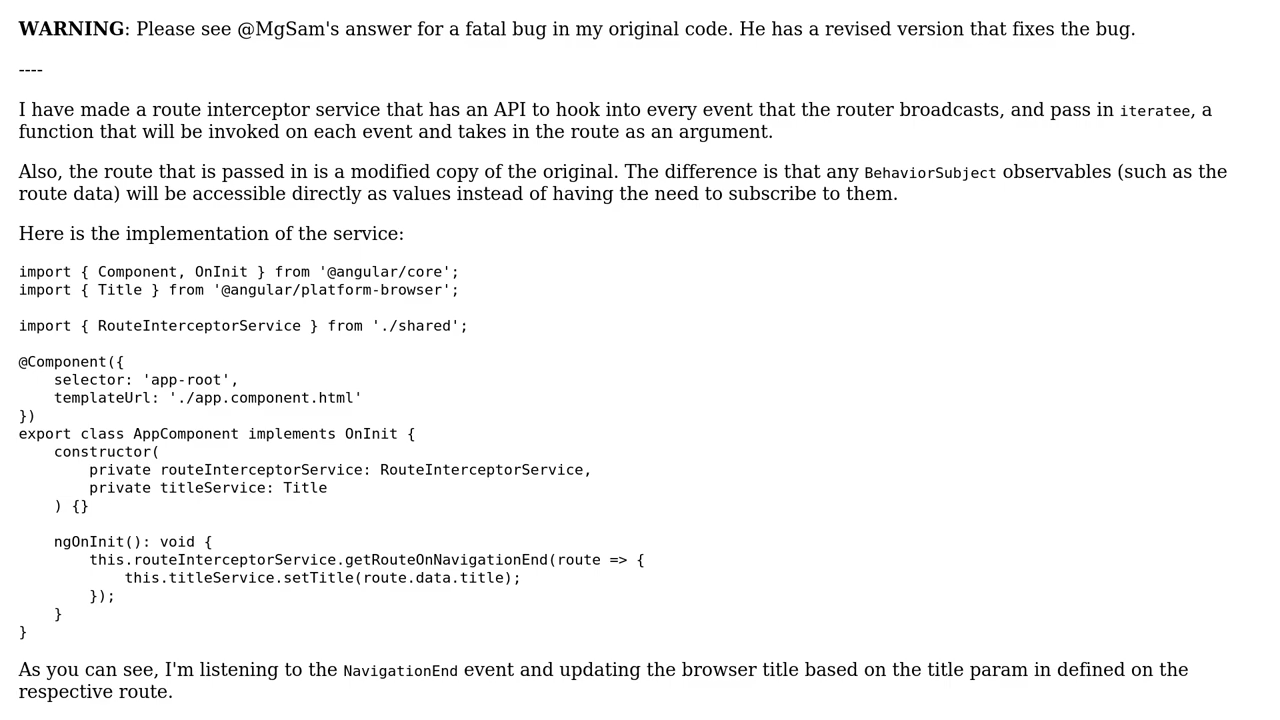 WARNING: Please see @MgSam's answer for a fatal bug in my original code. He has a revised version that fixes the bug.
----
I have made a route interceptor service that has an API to hook into every event that the router broadcasts, and pass in iteratee, a
function that will be invoked on each event and takes in the route as an argument.
Also, the route that is passed in is a modified copy of the original. The difference is that any BehaviorSubject observables (such as the
route data) will be accessible directly as values instead of having the need to subscribe to them.
Here is the implementation of the service:
import { Component, OnInit } from '@angular/core';
import { Title } from '@angular/platform-browser';
import { RouteInterceptorService } from './shared';
@Component({
    selector: 'app-root',
    templateUrl: './app.component.html'
})
export class AppComponent implements OnInit {
    constructor(
        private routeInterceptorService: RouteInterceptorService,
        private titleService: Title
    ) {}
    ngOnInit(): void {
        this.routeInterceptorService.getRouteOnNavigationEnd(route => {
            this.titleService.setTitle(route.data.title);
        });
    }
}
As you can see, I'm listening to the NavigationEnd event and updating the browser title based on the title param in defined on the
respective route.